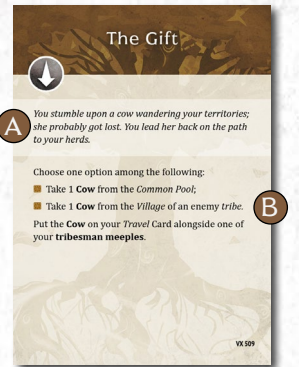 The Gift
A
You stumble upon a cow wandering your territories;
she probably got lost. You lead her back on the path
to your herds.
Choose one option among the following:
Take 1 Cow from the Common Pool;
Take 1 Cow from the Village of an enemy tribe.
B
Put the Cow on your Travel Card alongside one of
your tribesman meeples.
VX 509